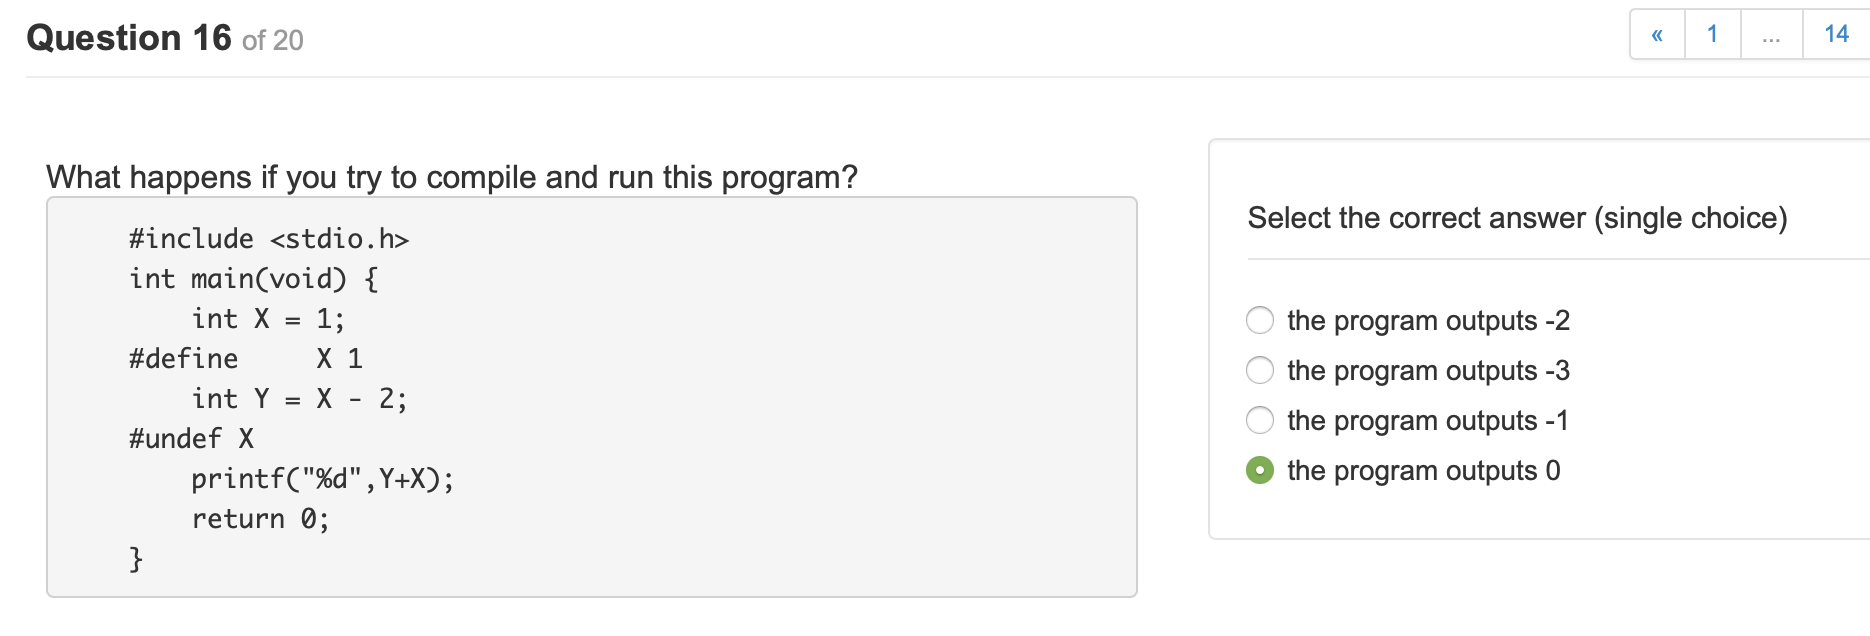 Question 16 of 20
« 1 ... 14
What happens if you try to compile and run this program?
#include <stdio.h>
int main(void) {
    int X = 1;
#define     X 1
    int Y = X - 2;
#undef X
    printf("%d",Y+X);
    return 0;
}
Select the correct answer (single choice)
the program outputs -2
the program outputs -3
the program outputs -1
the program outputs 0